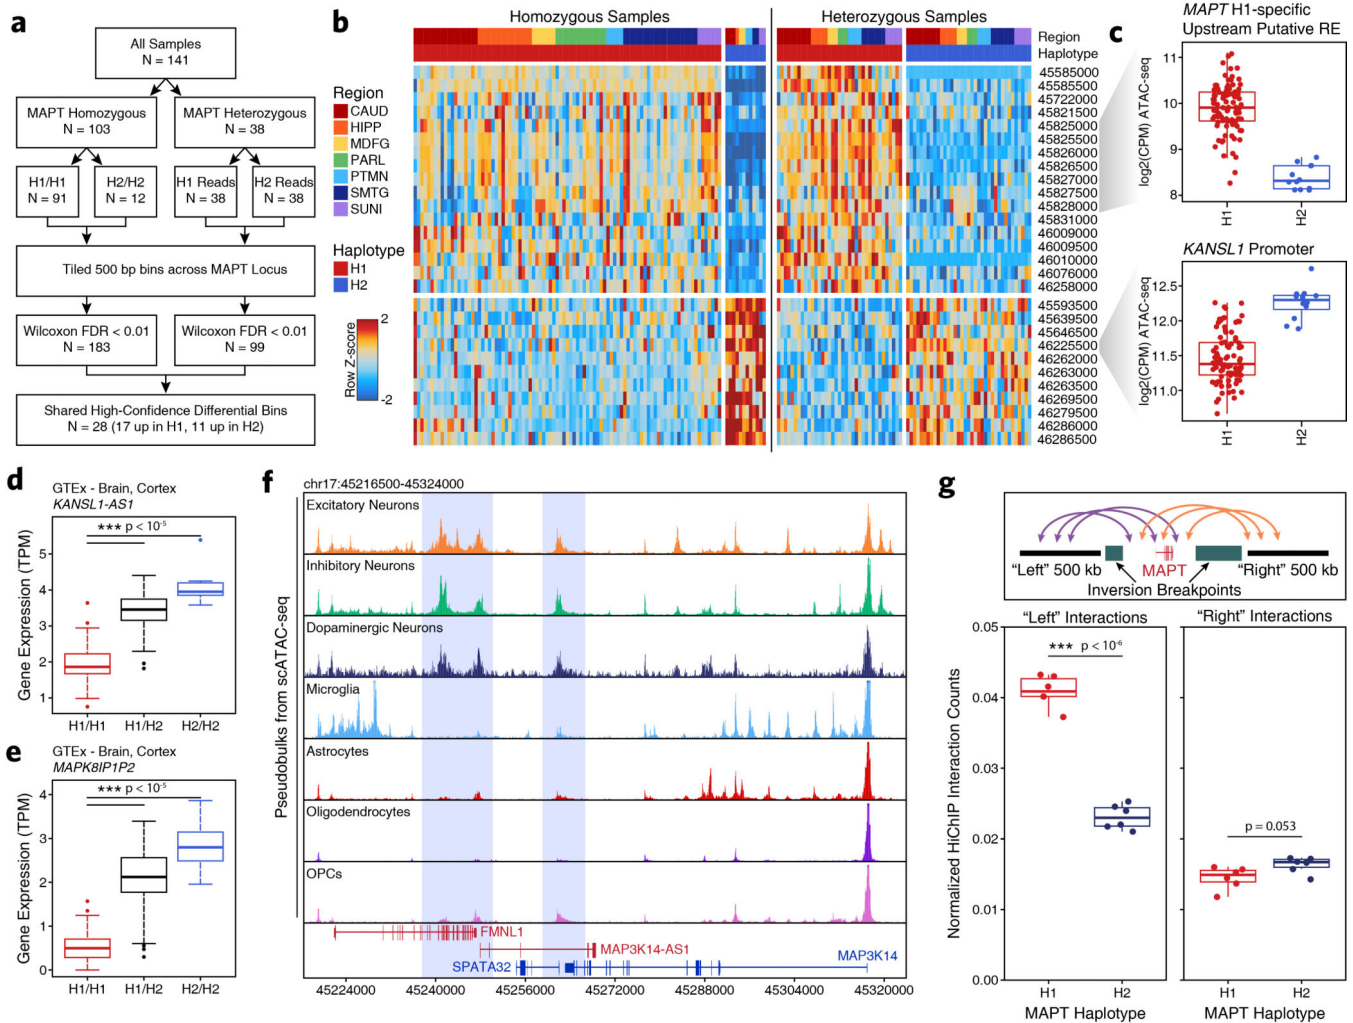 a
All Samples
N = 141
MAPT Homozygous
N = 103
MAPT Heterozygous
N = 38
H1/H1
N = 91
H2/H2
N = 12
H1 Reads
N = 38
H2 Reads
N = 38
Tiled 500 bp bins across MAPT Locus
Wilcoxon FDR < 0.01
N = 183
Wilcoxon FDR < 0.01
N = 99
Shared High-Confidence Differential Bins
N = 28 (17 up in H1, 11 up in H2)
b
Homozygous Samples
Heterozygous Samples
Region
Haplotype
Region
CAUD
HIPP
MDFG
PARL
PTMN
SMTG
SUNI
Haplotype
H1
H2
Row Z-score
2
-2
45585000
45585500
45722000
45821500
45825000
45825500
45826000
45826500
45827000
45827500
45828000
45831000
46009000
46009500
46010000
46076000
46258000
45593500
45639500
45646500
46225500
46262000
46263000
46263500
46269500
46279500
46286000
46286500
c
MAPT H1-specific
Upstream Putative RE
log2(CPM) ATAC-seq
11
10
9
8
H1
H2
KANSL1 Promoter
log2(CPM) ATAC-seq
12.5
12.0
11.5
11.0
H1
H2
d
GTEx - Brain, Cortex
KANSL1-AS1
*** p < 10-5
Gene Expression (TPM)
5
4
3
2
1
H1/H1
H1/H2
H2/H2
e
GTEx - Brain, Cortex
MAPK8IP1P2
*** p < 10-5
Gene Expression (TPM)
4
3
2
1
0
H1/H1
H1/H2
H2/H2
f
chr17:45216500-45324000
Pseudobulks from scATAC-seq
Excitatory Neurons
Inhibitory Neurons
Dopaminergic Neurons
Microglia
Astrocytes
Oligodendrocytes
OPCs
FMNL1
MAP3K14-AS1
SPATA32
MAP3K14
45224000
45240000
45256000
45272000
45288000
45304000
45320000
g
"Left" 500 kb
MAPT
"Right" 500 kb
Inversion Breakpoints
"Left" Interactions
"Right" Interactions
Normalized HiChIP Interaction Counts
0.05
0.04
0.03
0.02
0.01
0.00
*** p < 10-6
p = 0.053
H1
H2
H1
H2
MAPT Haplotype
MAPT Haplotype